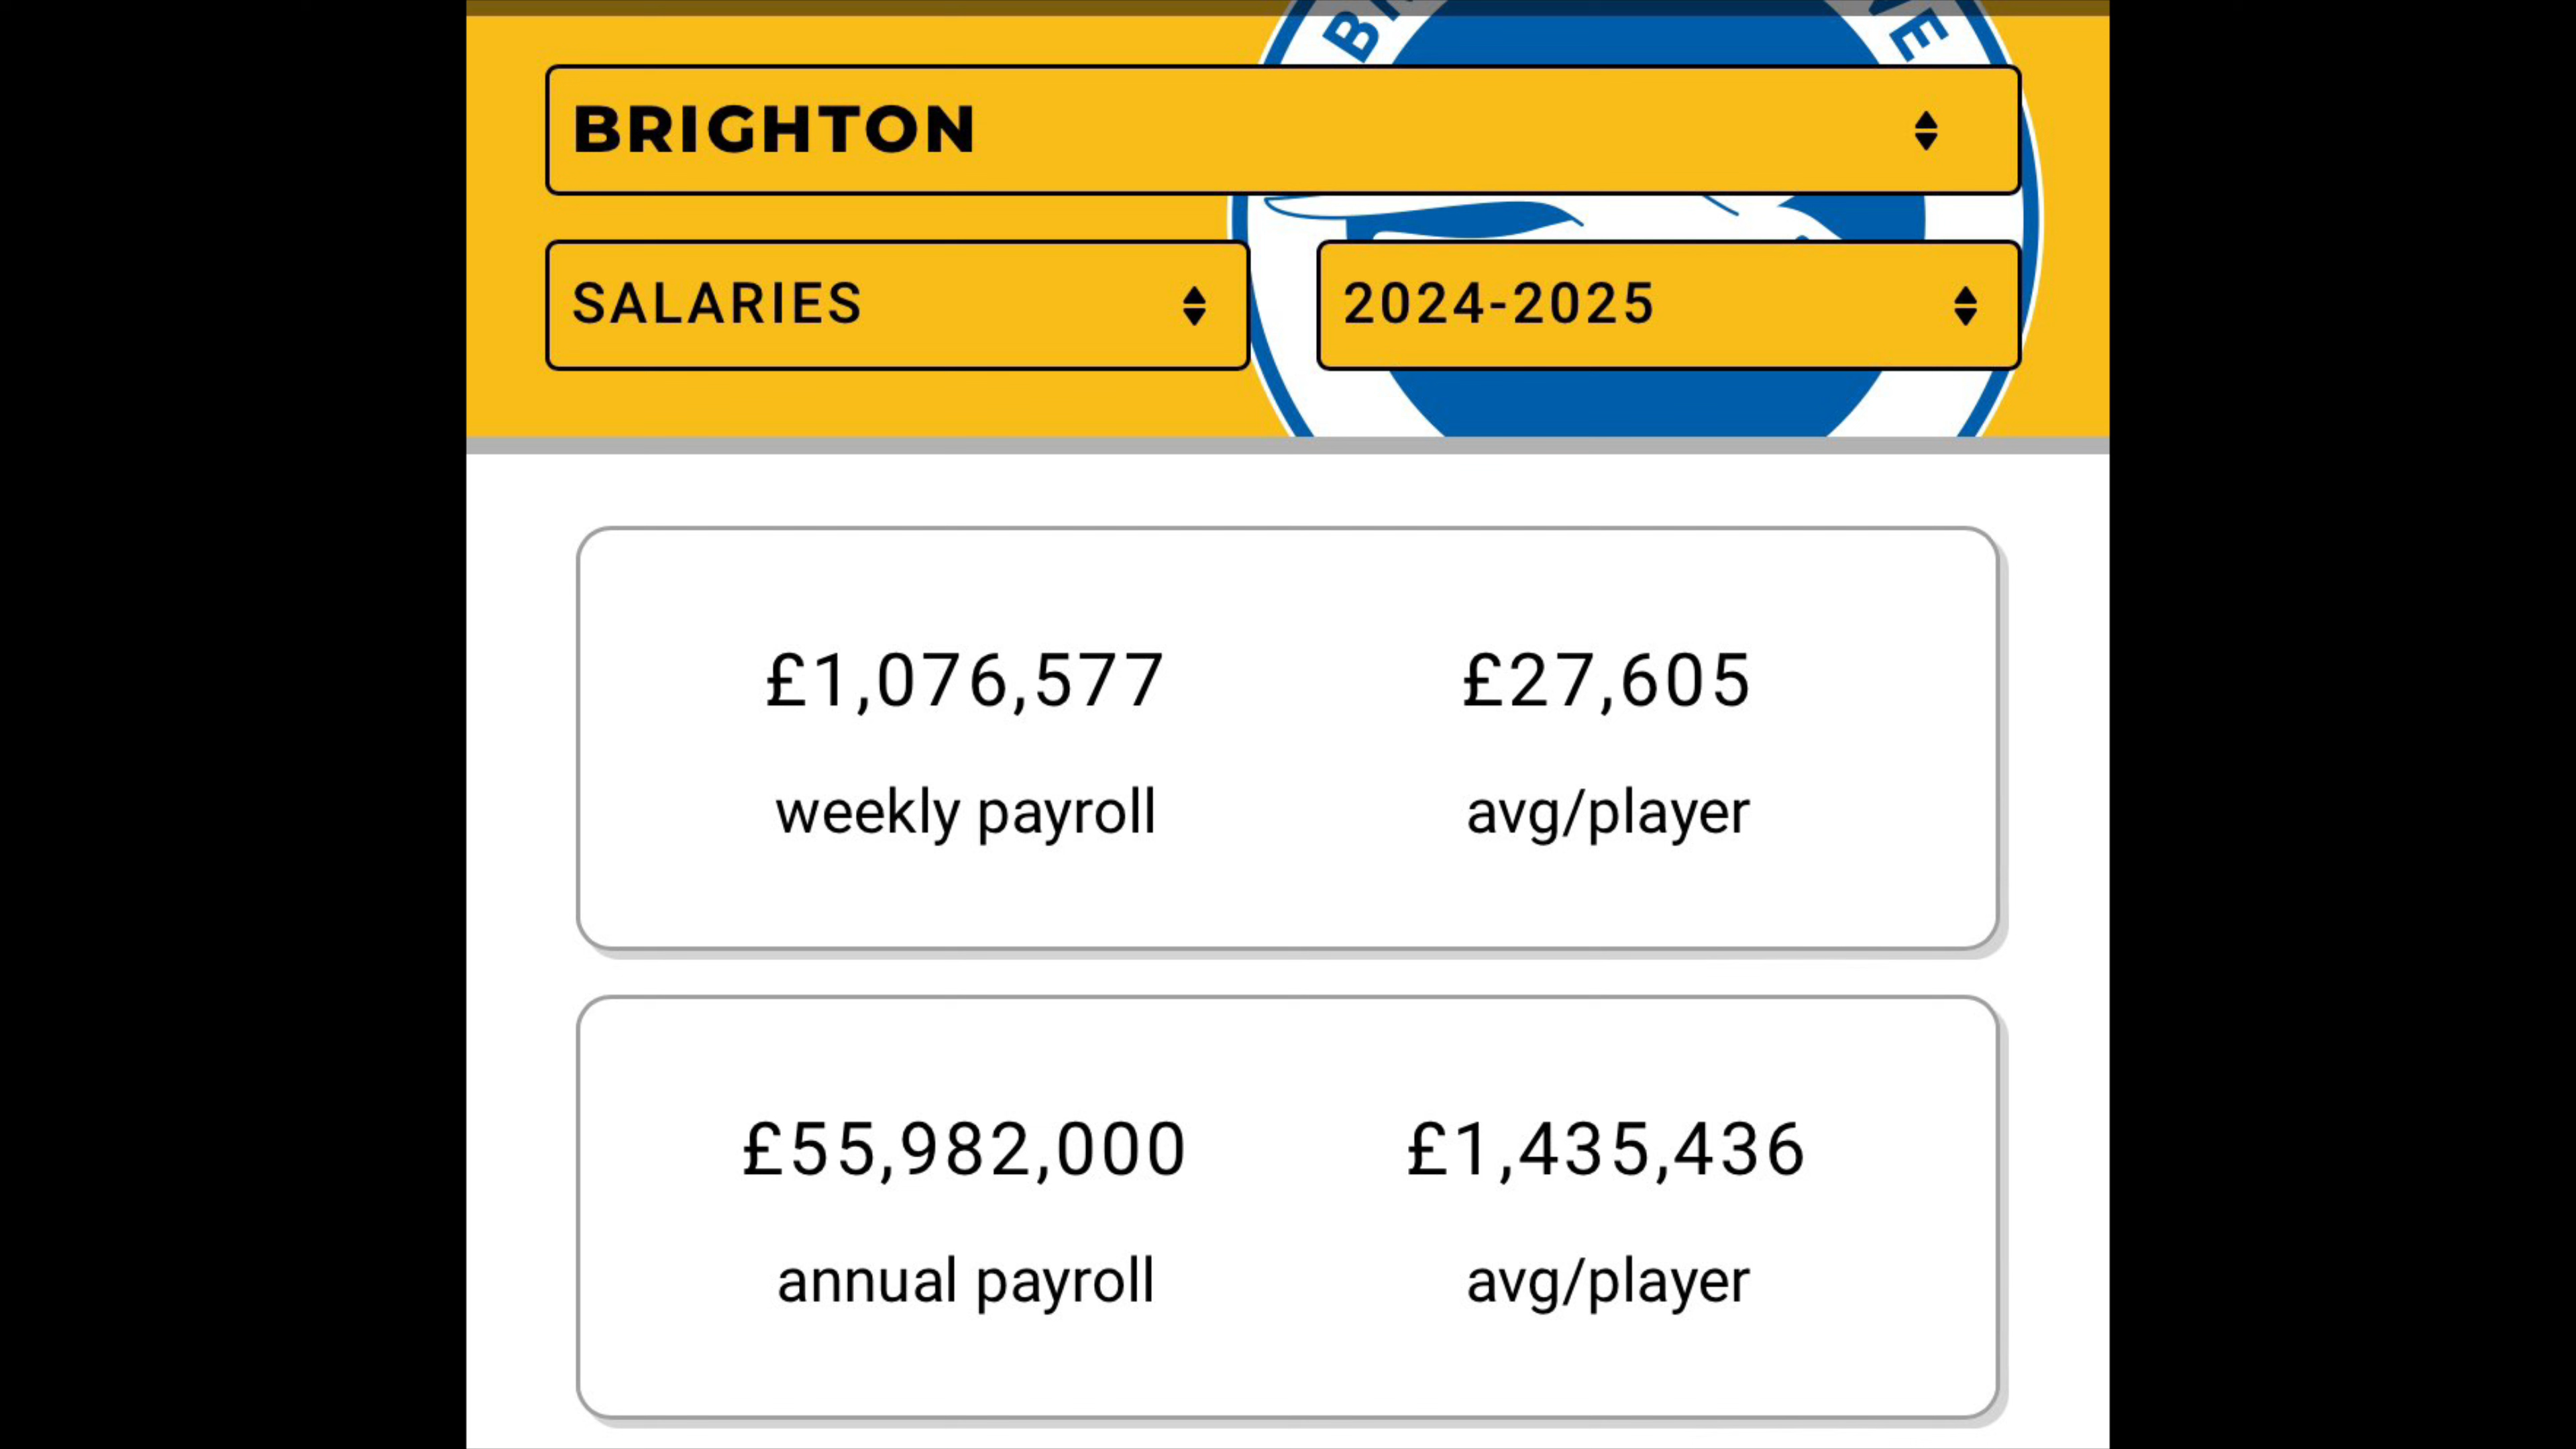 BRIGHTON
SALARIES
2024-2025
£1,076,577
£27,605
weekly payroll
avg/player
£55,982,000
£1,435,436
annual payroll
avg/player